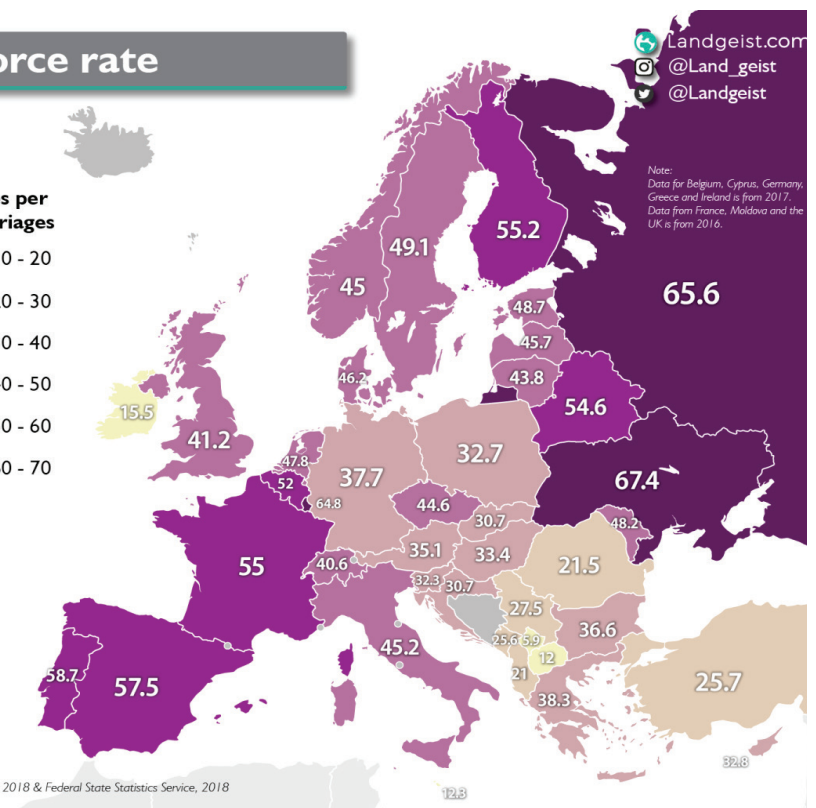 orce rate
Landgeist.com
@Land_geist
@Landgeist
Note:
Data for Belgium, Cyprus, Germany,
Greece and Ireland is from 2017.
Data from France, Moldova and the
UK is from 2016.
s per
riages
0 - 20
0 - 30
0 - 40
0 - 50
0 - 60
0 - 70
55.2
49.1
45
65.6
48.7
45.7
43.8
46.2
54.6
15.5
41.2
47.8
37.7
32.7
67.4
52
64.8
44.6
30.7
48.2
55
40.6
35.1
33.4
21.5
32.3
30.7
27.5
36.6
45.2
25.6
5.9
12
58.7
57.5
21
25.7
38.3
32.8
12.3
2018 & Federal State Statistics Service, 2018